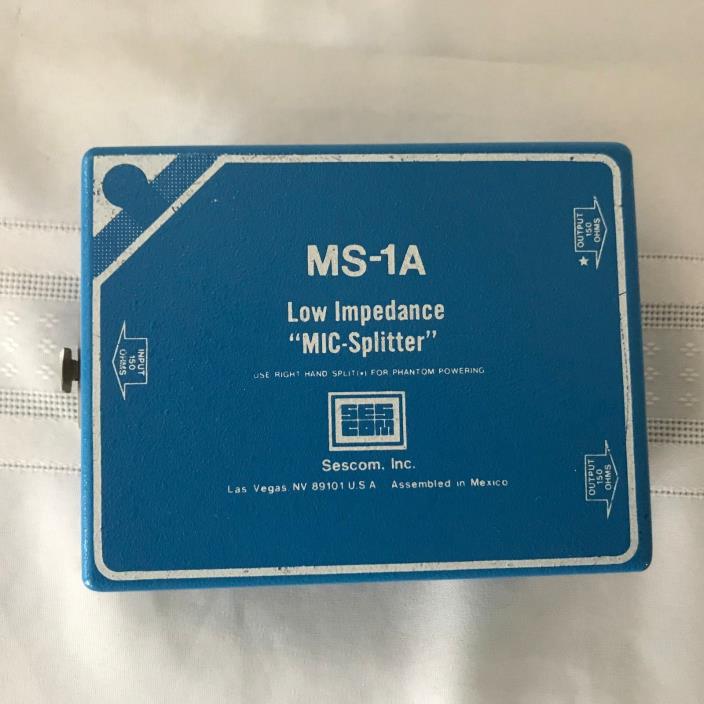 MS-1A
OUTPUT
150
OHMS
Low Impedance
“MIC-Splitter”
INPUT
150
OHMS
USE RIGHT HAND SPLIT(★) FOR PHANTOM POWERING
SES
COM
Sescom, Inc.
Las Vegas, NV 89101 U.S.A. Assembled in Mexico
OUTPUT
150
OHMS